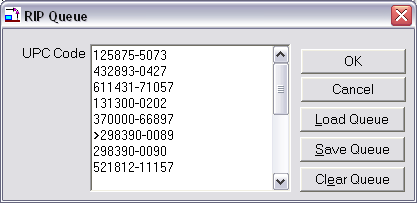 RIP Queue
UPC Code
125875-5073
432893-0427
611431-71057
131300-0202
370000-66897
>298390-0089
298390-0090
521812-11157
OK
Cancel
Load Queue
Save Queue
Clear Queue